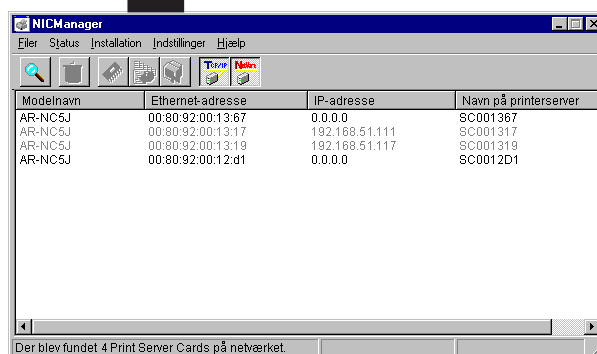 NICManager
Filer Status Installation Indstillinger Hjælp
TCP/IP
Modelnavn Ethernet-adresse IP-adresse Navn på printerserver
AR-NC5J 00:80:92:00:13:67 0.0.0.0 SC001367
AR-NC5J 00:80:92:00:13:17 192.168.51.111 SC001317
AR-NC5J 00:80:92:00:13:19 192.168.51.117 SC001319
AR-NC5J 00:80:92:00:12:d1 0.0.0.0 SC0012D1
Der blev fundet 4 Print Server Cards på netværket.